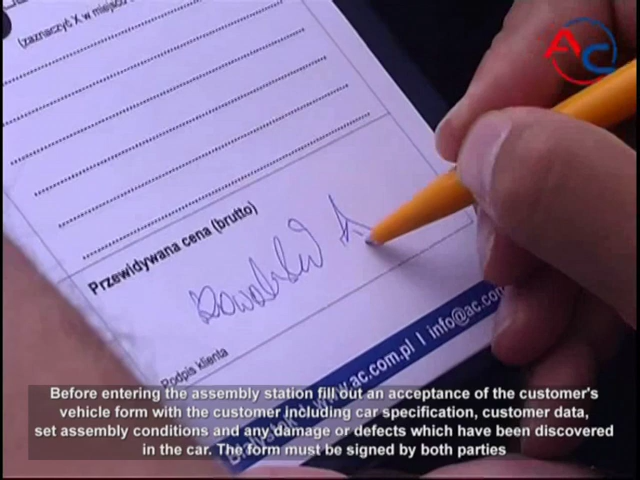 (zaznaczyć X w miejscu
AC
Przewidywana cena (brutto)
Kowalski A
Podpis klienta
www.ac.com.pl | info@ac.com
Before entering the assembly station fill out an acceptance of the customer's
vehicle form with the customer including car specification, customer data,
set assembly conditions and any damage or defects which have been discovered
in the car. The form must be signed by both parties